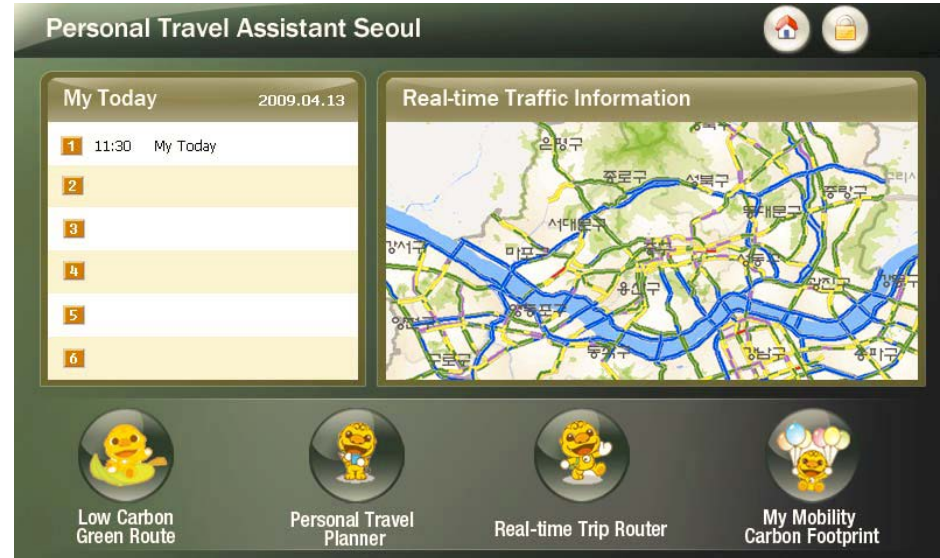 Personal Travel Assistant Seoul
My Today 2009.04.13
1 11:30 My Today
2
3
4
5
6
Real-time Traffic Information
은평구
종로구
성북구
중랑구
서대문구
동대문구
강서구
마포구
중구
성동구
용산구
광진구
영등포구
양천구
구로구
동작구
강남구
송파구
Low Carbon
Green Route
Personal Travel
Planner
Real-time Trip Router
My Mobility
Carbon Footprint